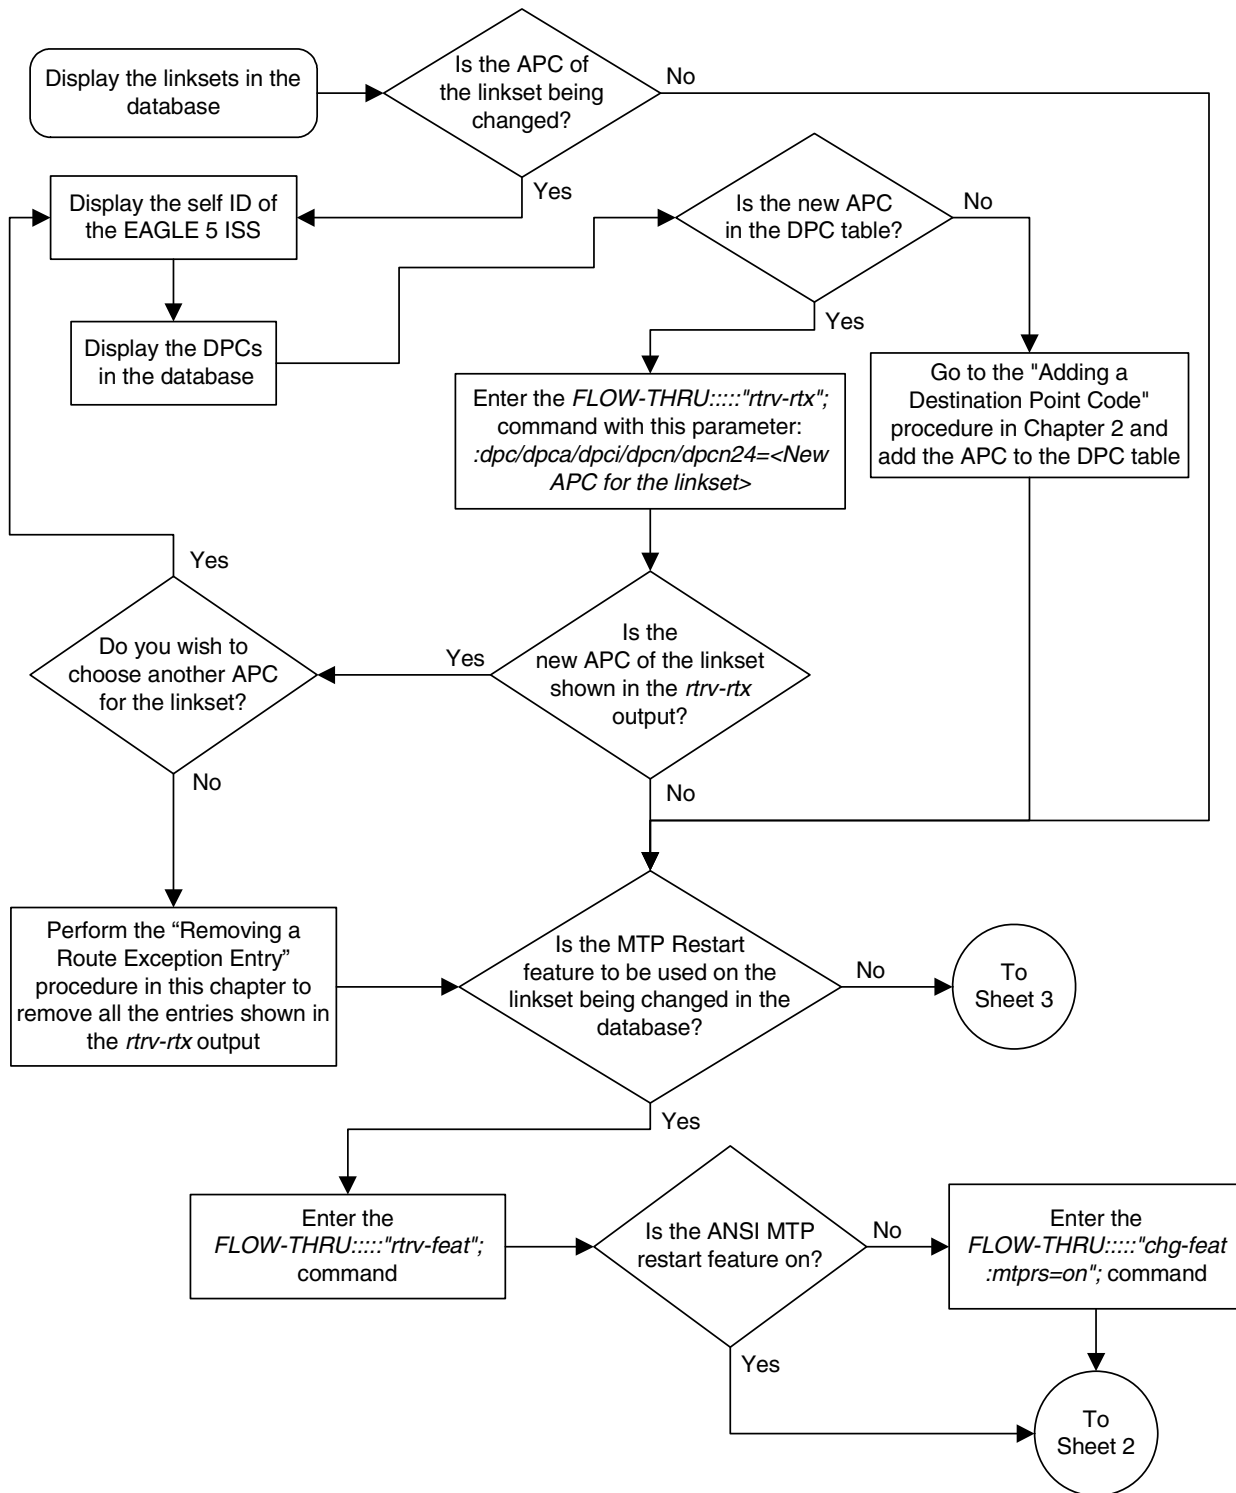 Display the linksets in the
database
Is the APC of
the linkset being
changed?
No
Yes
Display the self ID of
the EAGLE 5 ISS
Is the new APC
in the DPC table?
No
Yes
Display the DPCs
in the database
Enter the FLOW-THRU:::::"rtrv-rtx";
command with this parameter:
:dpc/dpca/dpci/dpcn/dpcn24=<New
APC for the linkset>
Go to the "Adding a
Destination Point Code"
procedure in Chapter 2 and
add the APC to the DPC table
Yes
Do you wish to
choose another APC
for the linkset?
Yes
Is the
new APC of the linkset
shown in the rtrv-rtx
output?
No
No
Perform the “Removing a
Route Exception Entry”
procedure in this chapter to
remove all the entries shown in
the rtrv-rtx output
Is the MTP Restart
feature to be used on the
linkset being changed in the
database?
No
To
Sheet 3
Yes
Enter the
FLOW-THRU:::::"rtrv-feat";
command
Is the ANSI MTP
restart feature on?
No
Enter the
FLOW-THRU:::::"chg-feat
:mtprs=on"; command
Yes
To
Sheet 2